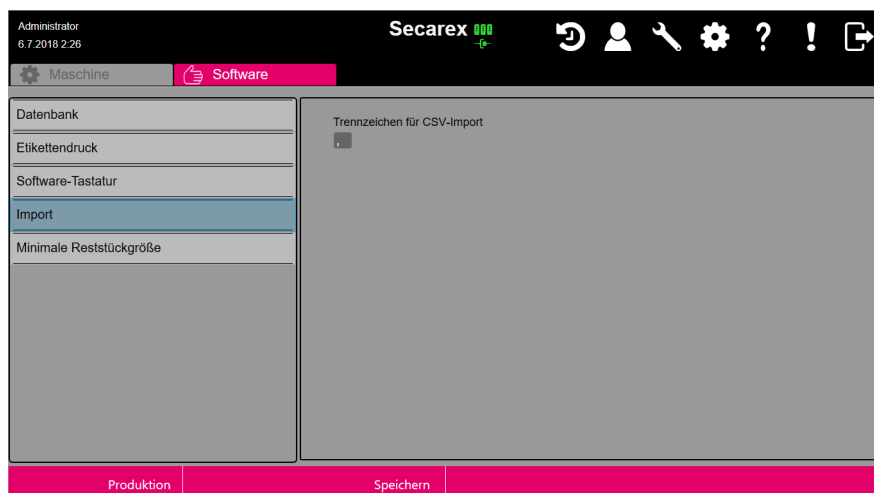 Administrator
6.7.2018 2:26
Secarex
? !
Maschine
Software
Datenbank
Etikettendruck
Software-Tastatur
Import
Minimale Reststückgröße
Trennzeichen für CSV-Import
,
Produktion
Speichern